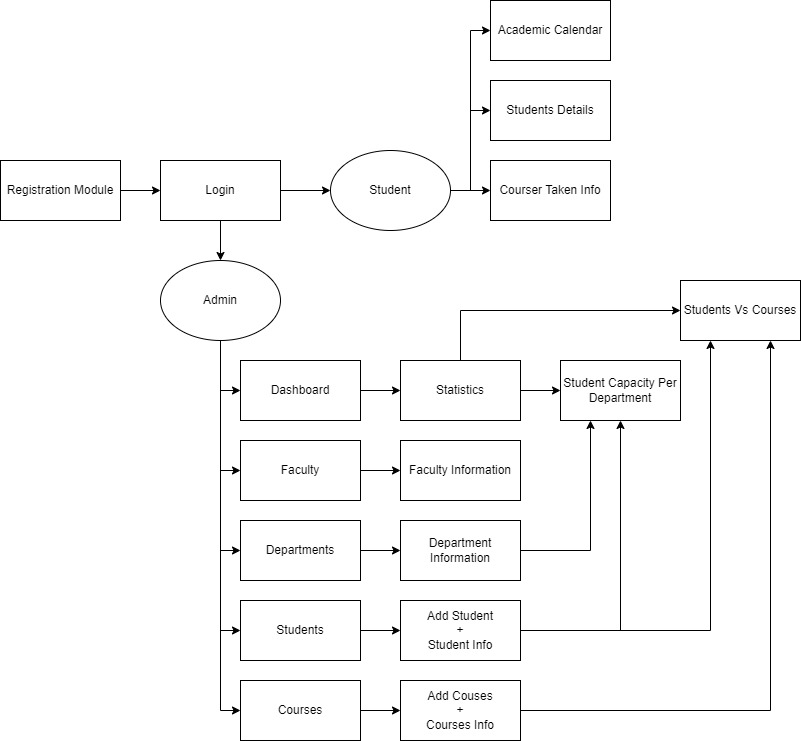 Academic Calendar
Students Details
Registration Module
Login
Student
Courser Taken Info
Admin
Students Vs Courses
Dashboard
Statistics
Student Capacity Per
Department
Faculty
Faculty Information
Departments
Department
Information
Students
Add Student
+
Student Info
Courses
Add Couses
+
Courses Info